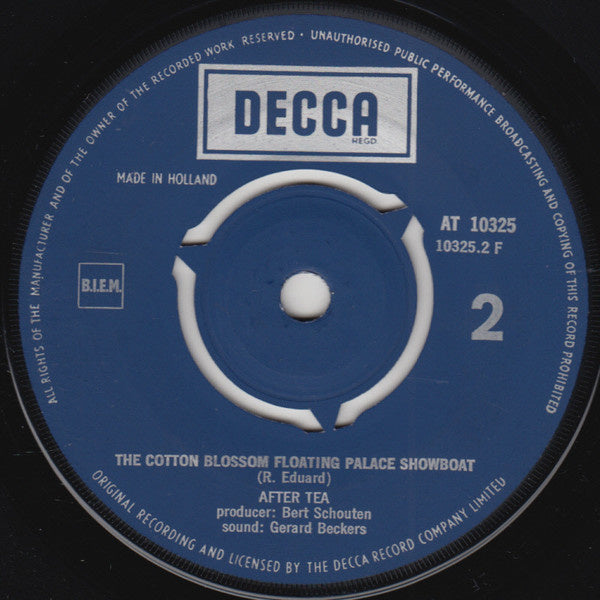 ALL RIGHTS OF THE MANUFACTURER AND OF THE OWNER OF THE RECORDED WORK RESERVED · UNAUTHORISED PUBLIC PERFORMANCE BROADCASTING AND COPYING OF THIS RECORD PROHIBITED
DECCA
REGD.
MADE IN HOLLAND
AT 10325
10325.2 F
B.I.E.M.
2
THE COTTON BLOSSOM FLOATING PALACE SHOWBOAT
(R. Eduard)
AFTER TEA
producer: Bert Schouten
sound: Gerard Beckers
ORIGINAL RECORDING AND LICENSED BY THE DECCA RECORD COMPANY LIMITED